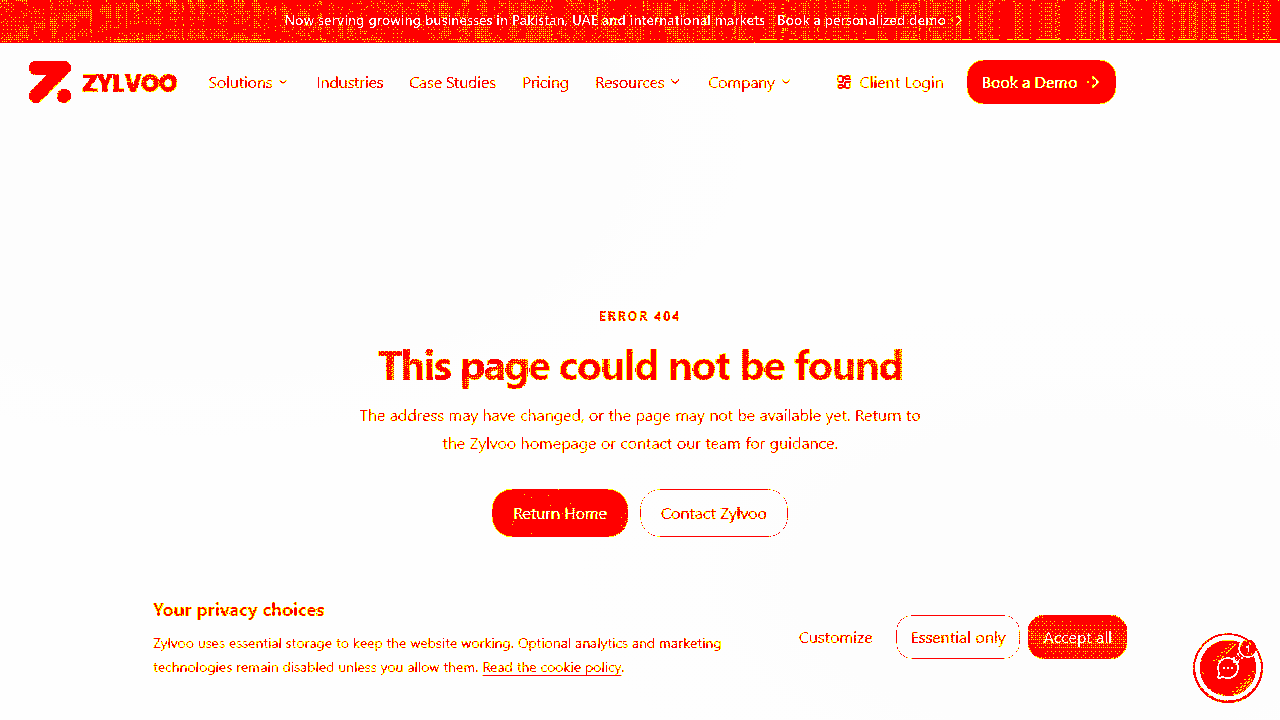 Now serving growing businesses in Pakistan, UAE and international markets Book a personalized demo
ZYLVOO Solutions Industries Case Studies Pricing Resources Company Client Login Book a Demo
ERROR 404
This page could not be found
The address may have changed, or the page may not be available yet. Return to
the Zylvoo homepage or contact our team for guidance.
Return Home Contact Zylvoo
Your privacy choices
Zylvoo uses essential storage to keep the website working. Optional analytics and marketing
technologies remain disabled unless you allow them. Read the cookie policy.
Customize Essential only Accept all
1